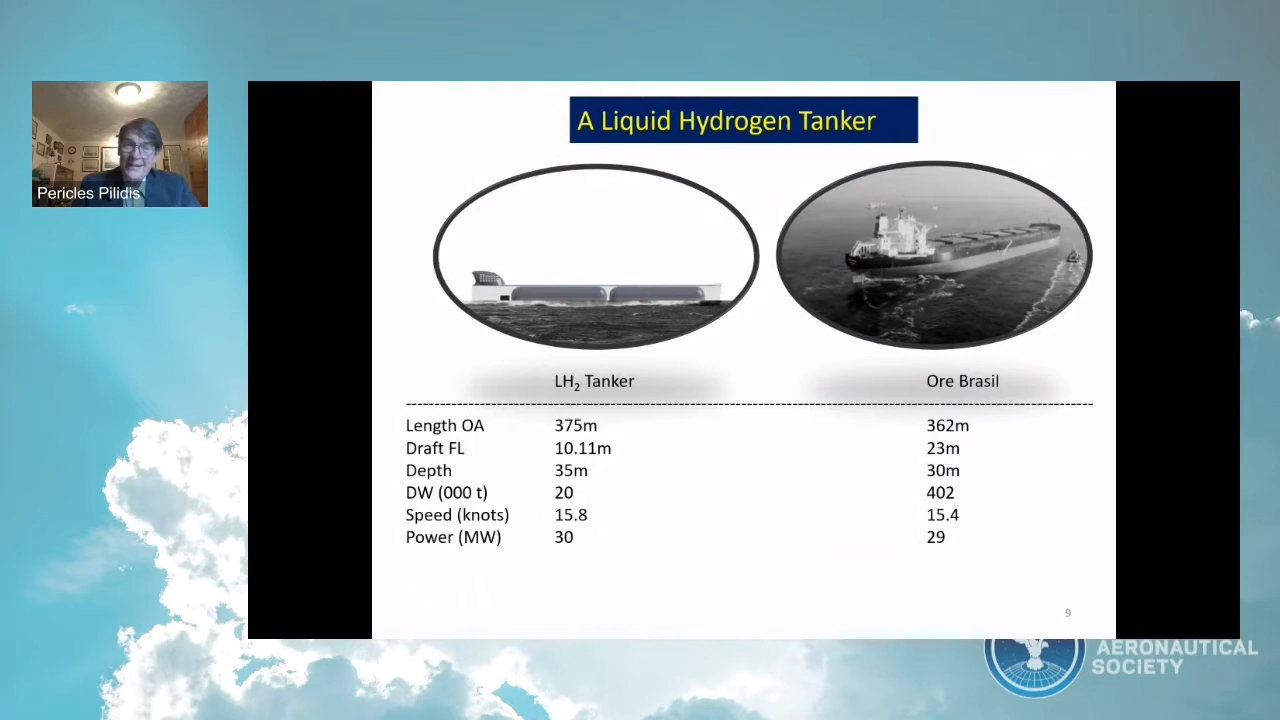 A Liquid Hydrogen Tanker
Pericles Pilidis
LH₂ Tanker Ore Brasil
--------------------------------------------------------------------------------
Length OA 375m 362m
Draft FL 10.11m 23m
Depth 35m 30m
DW (000 t) 20 402
Speed (knots) 15.8 15.4
Power (MW) 30 29
9
AERONAUTICAL
SOCIETY